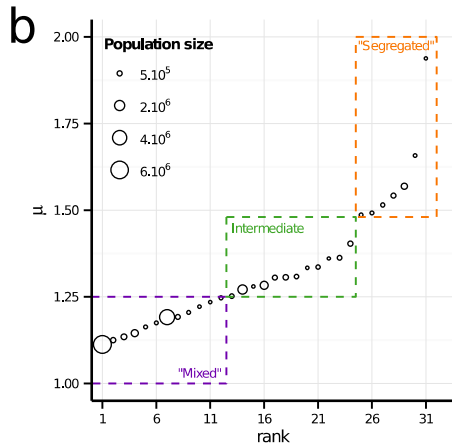 b
2.00
1.75
1.50
1.25
1.00
μ
Population size
5.10⁵
2.10⁶
4.10⁶
6.10⁶
"Segregated"
Intermediate
"Mixed"
1 6 11 16 21 26 31
rank